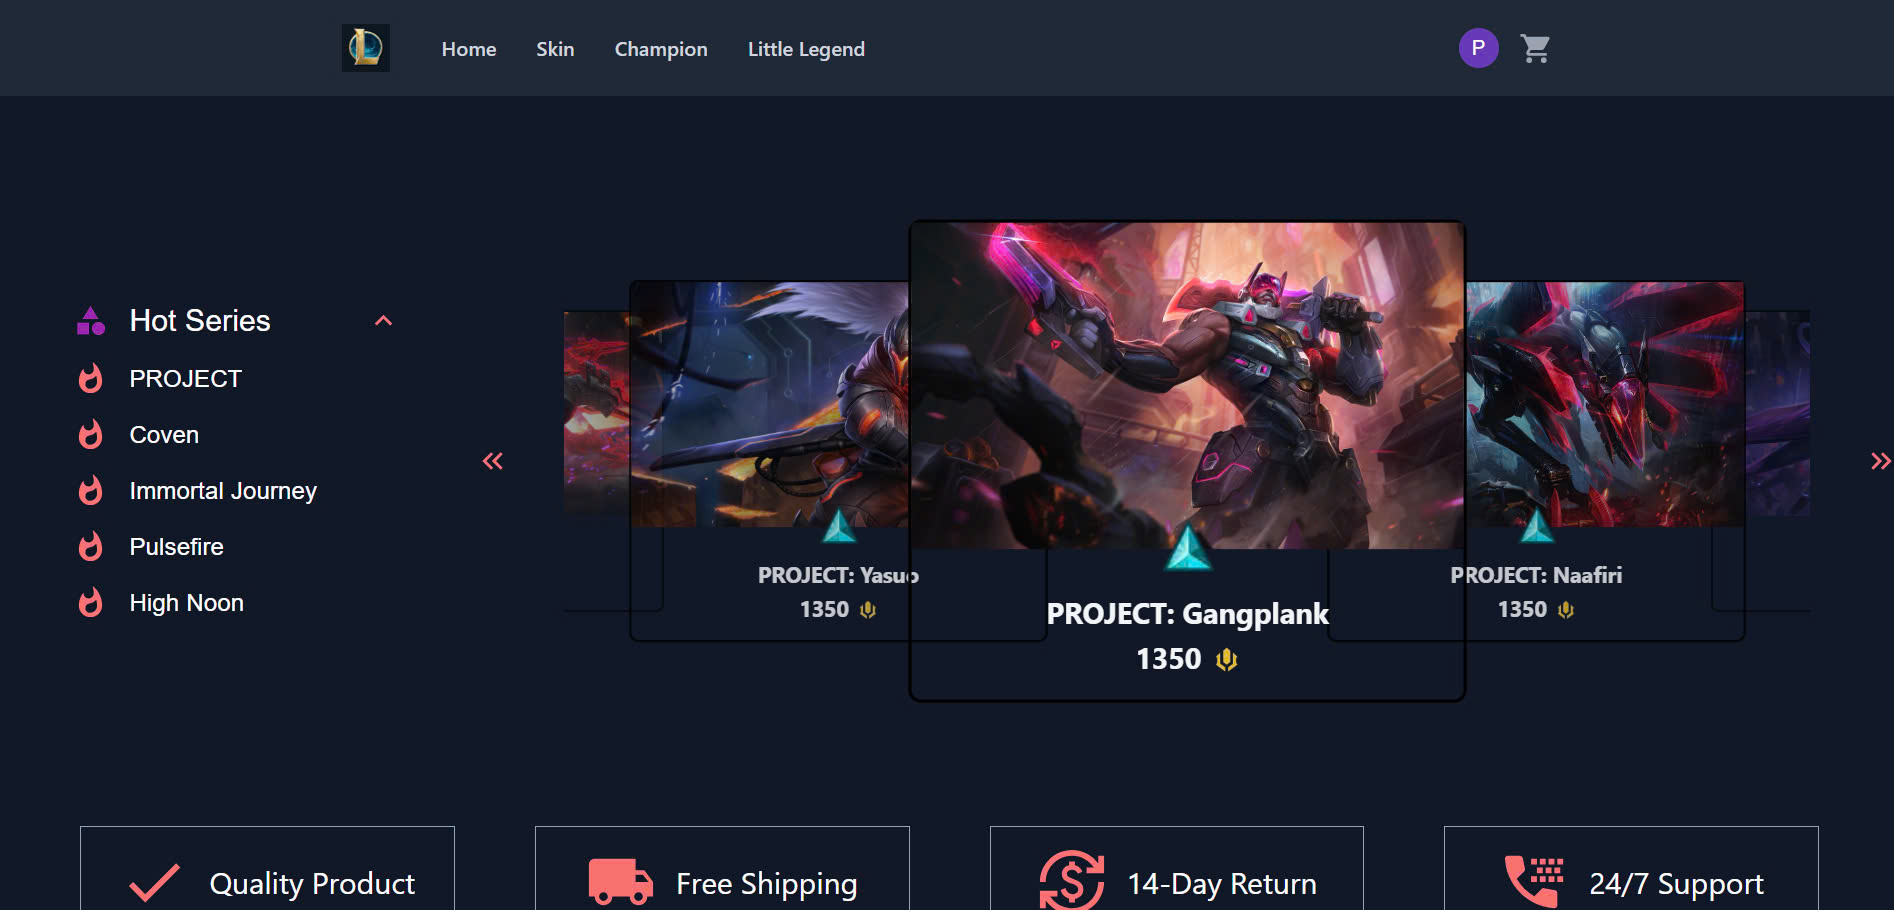 Home
Skin
Champion
Little Legend
P
Hot Series
PROJECT
Coven
Immortal Journey
Pulsefire
High Noon
PROJECT: Yasuo
1350
PROJECT: Gangplank
1350
PROJECT: Naafiri
1350
Quality Product
Free Shipping
14-Day Return
24/7 Support